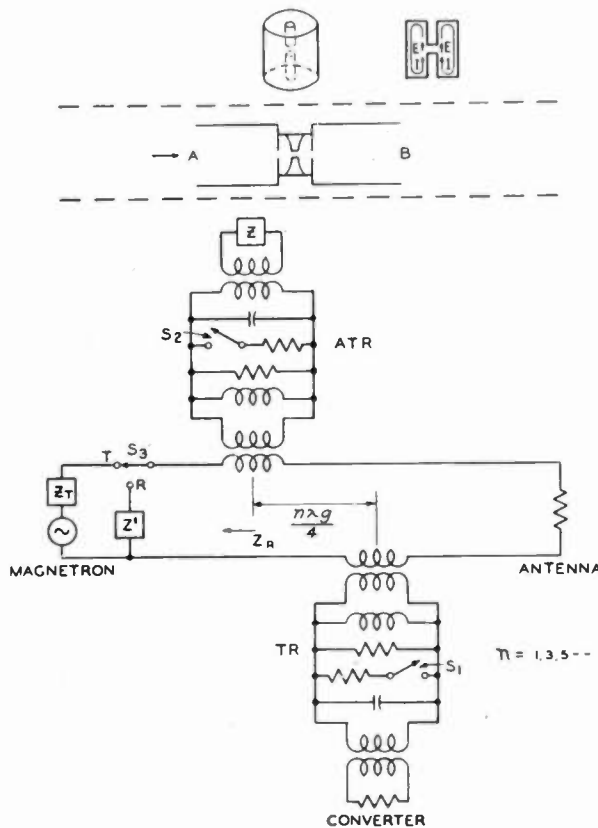 E E
I I
A B
Z
S2
ATR
T S3
R
ZT
Z'
nλg
4
ZR
MAGNETRON
ANTENNA
TR
S1
n = 1,3,5--
CONVERTER